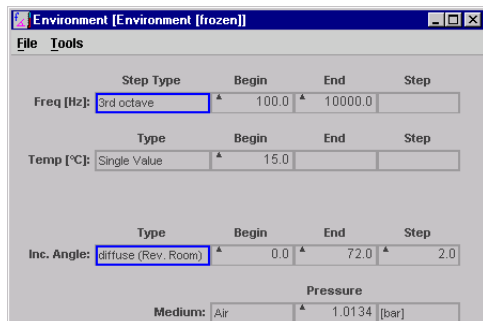 Environment [Environment [frozen]]
File Tools
Step Type Begin End Step
Freq [Hz]: 3rd octave 100.0 10000.0
Type Begin End Step
Temp [°C]: Single Value 15.0
Type Begin End Step
Inc. Angle: diffuse (Rev. Room) 0.0 72.0 2.0
Pressure
Medium: Air 1.0134 [bar]